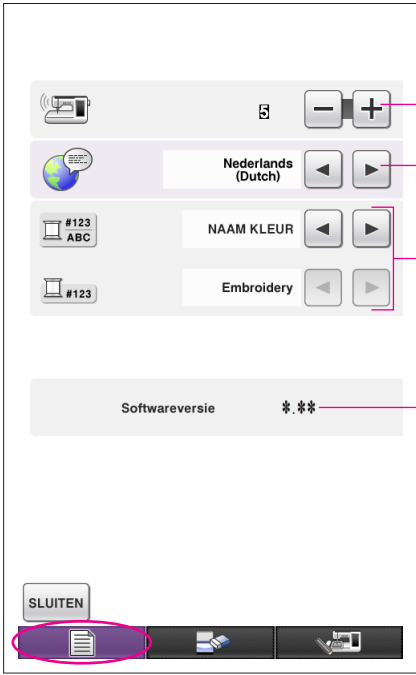 5
Nederlands
(Dutch)
#123
ABC
NAAM KLEUR
#123
Embroidery
Softwareversie *.**
SLUITEN